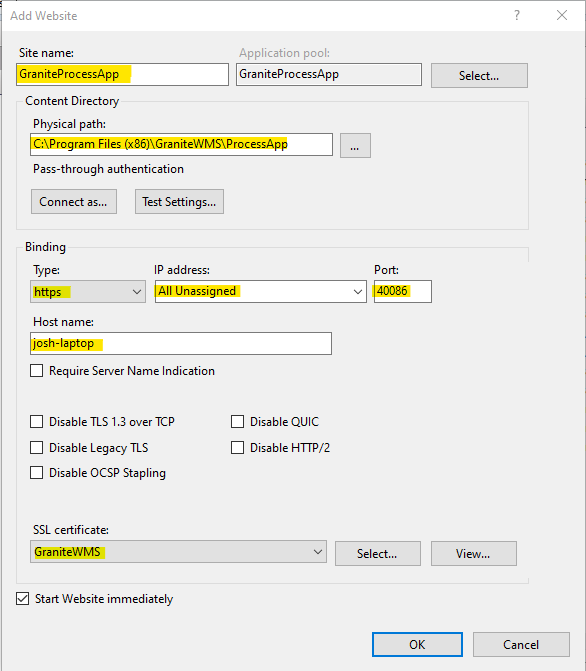 Add Website
?
Site name:
Application pool:
GraniteProcessApp
GraniteProcessApp
Select...
Content Directory
Physical path:
C:\Program Files (x86)\GraniteWMS\ProcessApp
...
Pass-through authentication
Connect as...
Test Settings...
Binding
Type:
IP address:
Port:
https
All Unassigned
40086
Host name:
josh-laptop
Require Server Name Indication
Disable TLS 1.3 over TCP
Disable QUIC
Disable Legacy TLS
Disable HTTP/2
Disable OCSP Stapling
SSL certificate:
GraniteWMS
Select...
View...
Start Website immediately
OK
Cancel